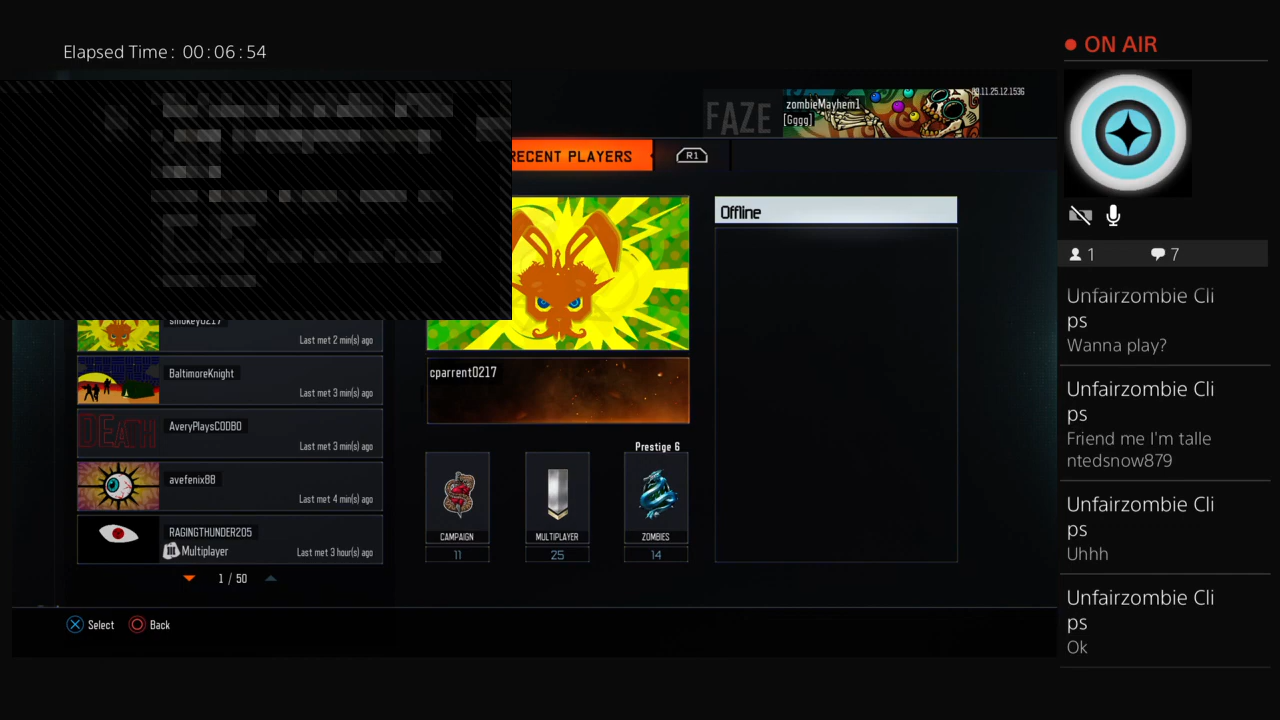 Elapsed Time: 00:06:54
ON AIR
FAZE
zombieMayhem1
[Gggg]
RECENT PLAYERS
R1
Offline
1
7
Unfairzombie Cli
ps
Wanna play?
Unfairzombie Cli
ps
Friend me I'm talle
ntedsnow879
Unfairzombie Cli
ps
Uhhh
Unfairzombie Cli
ps
Ok
smokey0217
Last met 2 min(s) ago
BaltimoreKnight
Last met 3 min(s) ago
DEATH
AveryPlaysCODBO
Last met 3 min(s) ago
avefenix88
Last met 4 min(s) ago
RAGINGTHUNDER205
Multiplayer
Last met 3 hour(s) ago
1 / 50
cparrent0217
Prestige 6
CAMPAIGN
MULTIPLAYER
ZOMBIES
11
25
14
Select
Back